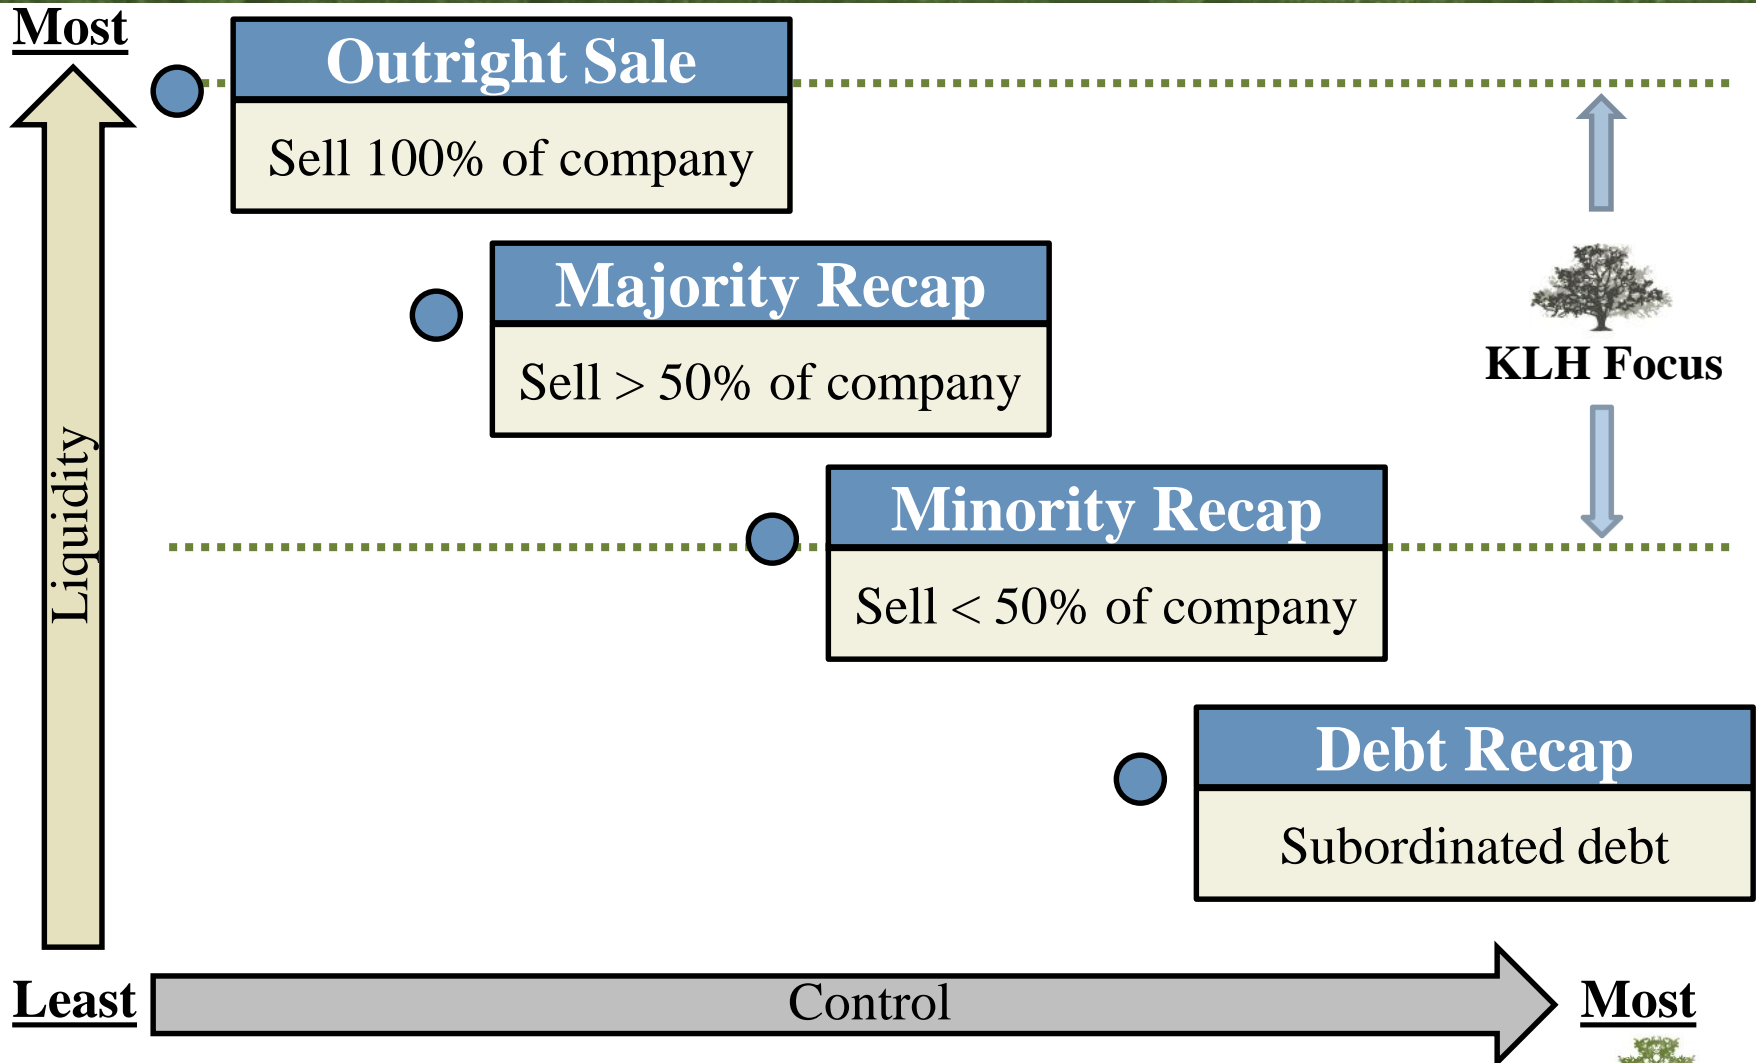 Most
Outright Sale
Sell 100% of company
Majority Recap
Sell > 50% of company
KLH Focus
Liquidity
Minority Recap
Sell < 50% of company
Debt Recap
Subordinated debt
Least
Control
Most